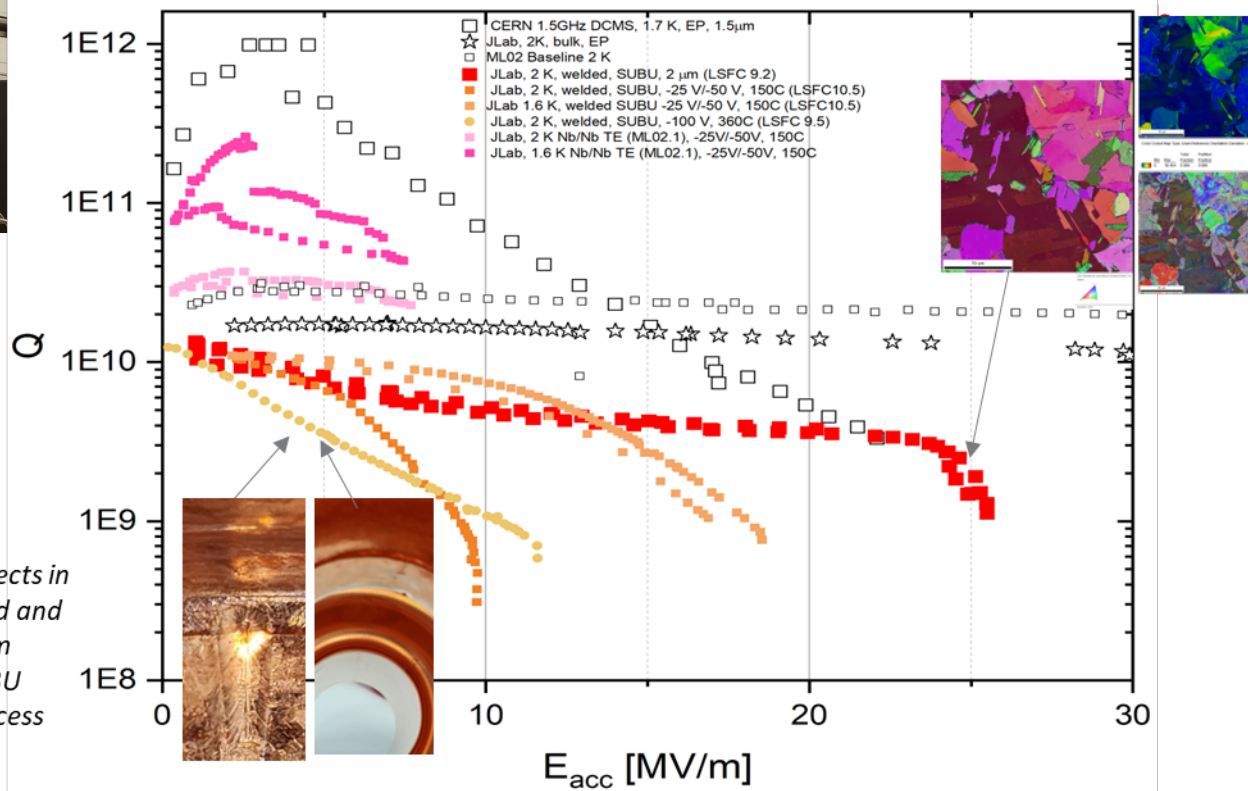 1E12
1E11
1E10
1E9
1E8
Q
0
10
20
30
E_acc [MV/m]
CERN 1.5GHz DCMS, 1.7 K, EP, 1.5μm
JLab, 2K, bulk, EP
ML02 Baseline 2 K
JLab, 2 K, welded, SUBU, 2 μm (LSFC 9.2)
JLab, 2 K, welded, SUBU, -25 V/-50 V, 150C (LSFC10.5)
JLab 1.6 K, welded SUBU -25 V/-50 V, 150C (LSFC10.5)
JLab, 2 K, welded, SUBU, -100 V, 360C (LSFC 9.5)
JLab, 2 K Nb/Nb TE (ML02.1), -25V/-50V, 150C
JLab, 1.6 K Nb/Nb TE (ML02.1), -25V/-50V, 150C
ects in
d and
n
BU
cess